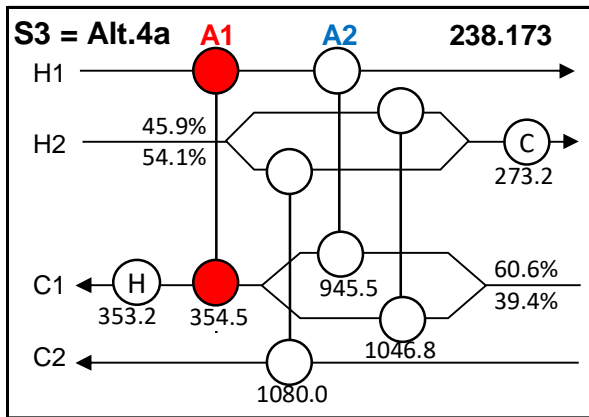 S3 = Alt.4a A1 A2 238.173
H1
45.9%
H2 C
54.1%
273.2
C1 H 60.6%
945.5
39.4%
353.2 354.5
1046.8
C2
1080.0